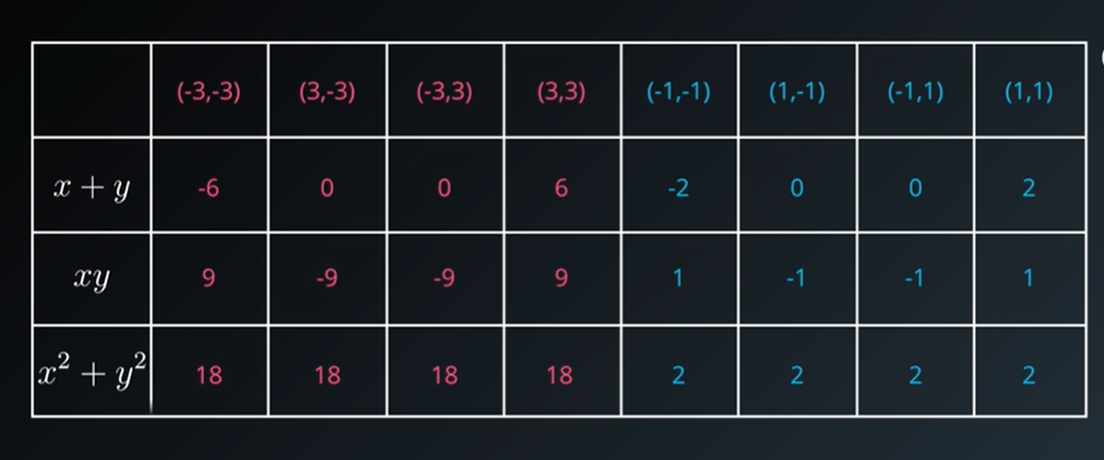 (-3,-3) (3,-3) (-3,3) (3,3) (-1,-1) (1,-1) (-1,1) (1,1)
x + y -6 0 0 6 -2 0 0 2
xy 9 -9 -9 9 1 -1 -1 1
x² + y² 18 18 18 18 2 2 2 2